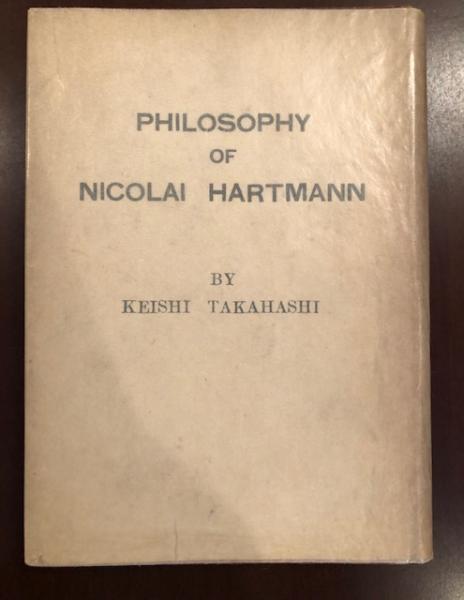 PHILOSOPHY
OF
NICOLAI HARTMANN
BY
KEISHI TAKAHASHI